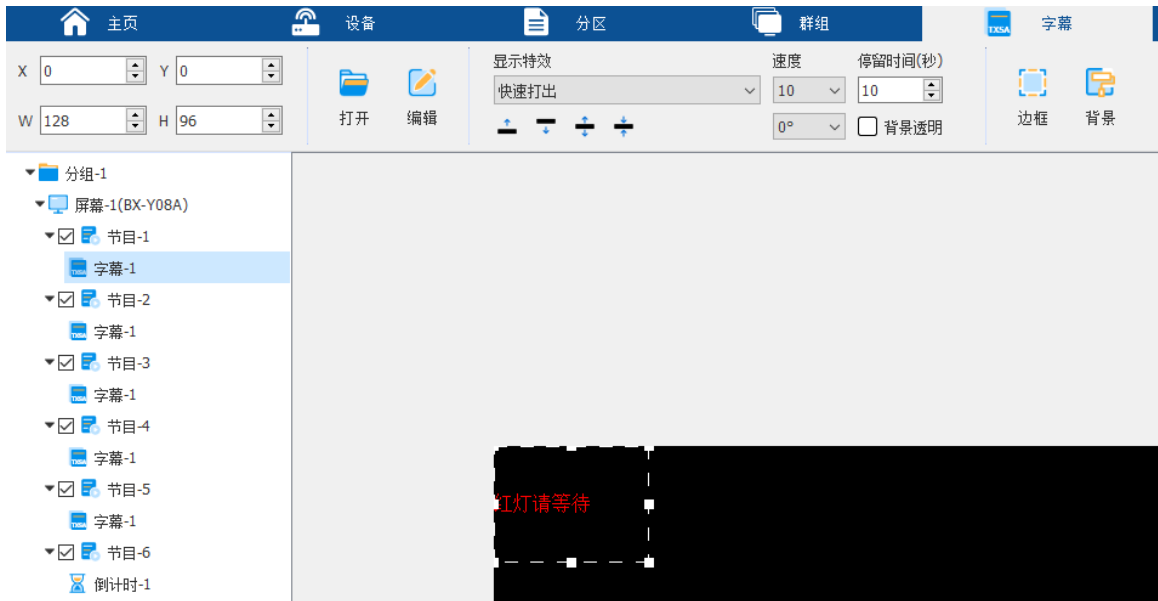 主页 设备 分区 群组 TXSA 字幕
显示特效 速度 停留时间(秒)
X 0 Y 0 快速打出 10 10
打开 编辑 边框 背景
W 128 H 96 0° 背景透明
分组-1
屏幕-1(BX-Y08A)
节目-1
字幕-1
节目-2
字幕-1
节目-3
字幕-1
节目-4
字幕-1
节目-5
字幕-1
节目-6
倒计时-1
红灯请等待